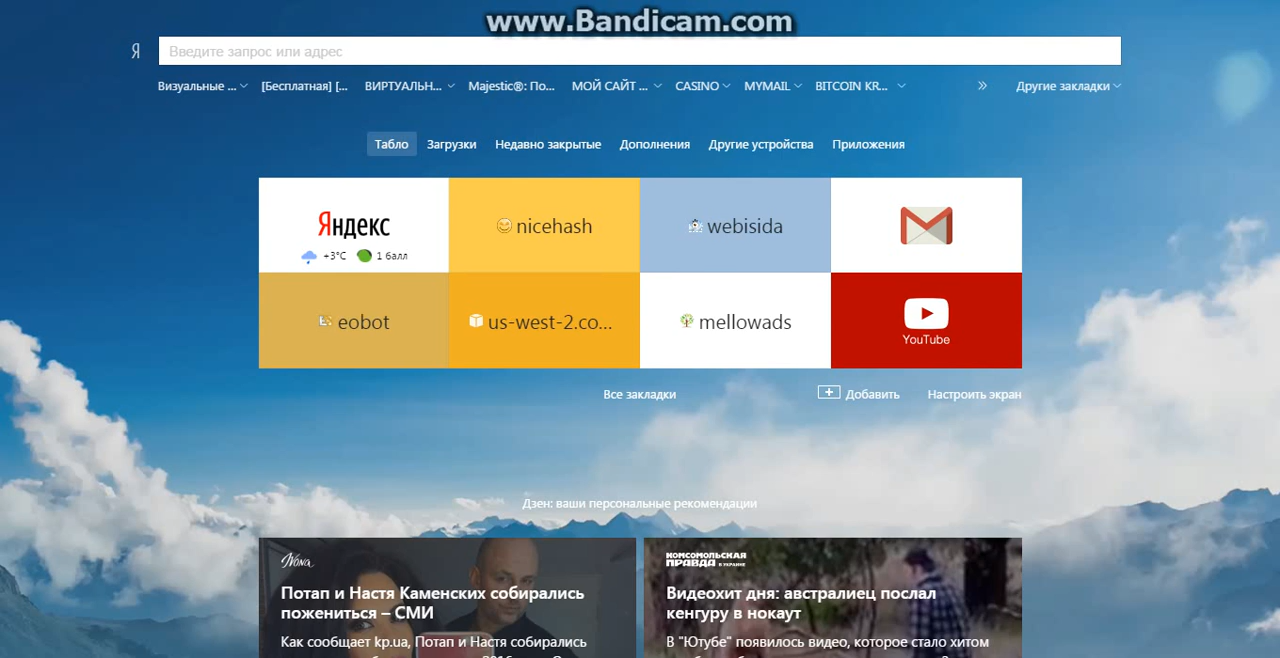 www.Bandicam.com
Я
Введите запрос или адрес
Визуальные ...
[Бесплатная] [...
ВИРТУАЛЬН...
Majestic®: По...
МОЙ САЙТ ...
CASINO
MYMAIL
BITCOIN KR...
»
Другие закладки
Табло
Загрузки
Недавно закрытые
Дополнения
Другие устройства
Приложения
Яндекс
+3°C 1 балл
nicehash
webisida
eobot
us-west-2.co...
mellowads
YouTube
Все закладки
Добавить
Настроить экран
Дзен: ваши персональные рекомендации
Nona
Потап и Настя Каменских собирались
пожениться – СМИ
Как сообщает kp.ua, Потап и Настя собирались
КОМСОМОЛЬСКАЯ
ПРАВДА В УКРАИНЕ
Видеохит дня: австралиец послал
кенгуру в нокаут
В "Ютубе" появилось видео, которое стало хитом